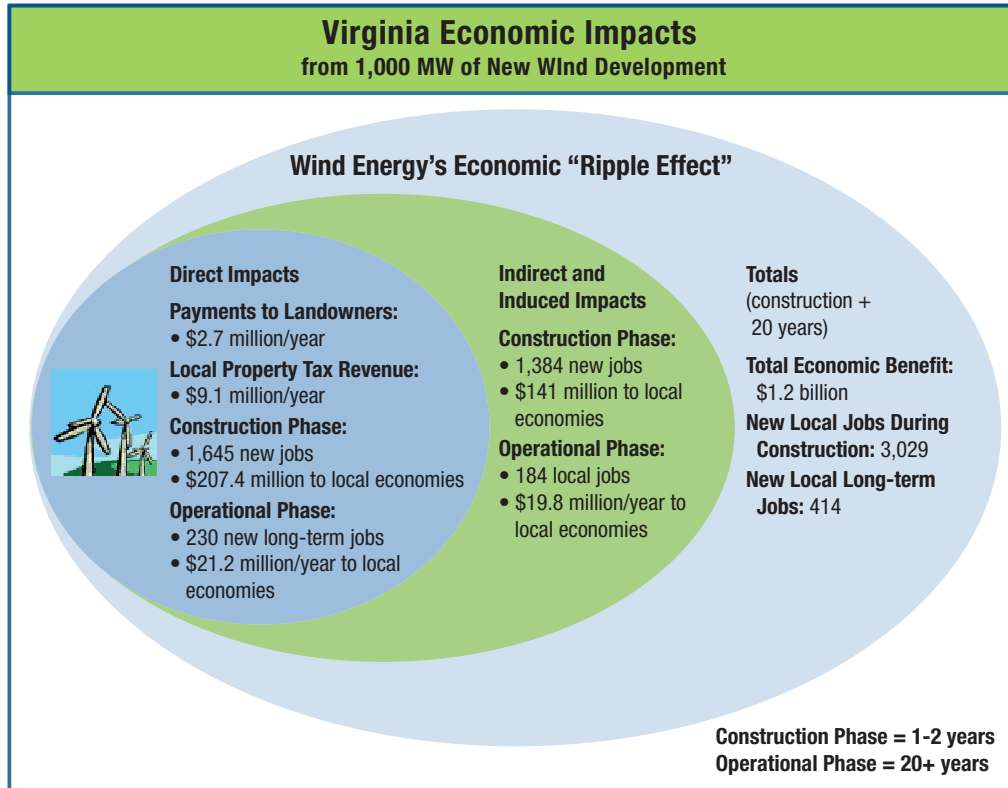 Virginia Economic Impacts
from 1,000 MW of New WInd Development
Wind Energy's Economic “Ripple Effect”
Direct Impacts
Payments to Landowners:
• $2.7 million/year
Local Property Tax Revenue:
• $9.1 million/year
Construction Phase:
• 1,645 new jobs
• $207.4 million to local economies
Operational Phase:
• 230 new long-term jobs
• $21.2 million/year to local
economies
Indirect and
Induced Impacts
Construction Phase:
• 1,384 new jobs
• $141 million to local
economies
Operational Phase:
• 184 local jobs
• $19.8 million/year to
local economies
Totals
(construction +
20 years)
Total Economic Benefit:
$1.2 billion
New Local Jobs During
Construction: 3,029
New Local Long-term
Jobs: 414
Construction Phase = 1-2 years
Operational Phase = 20+ years